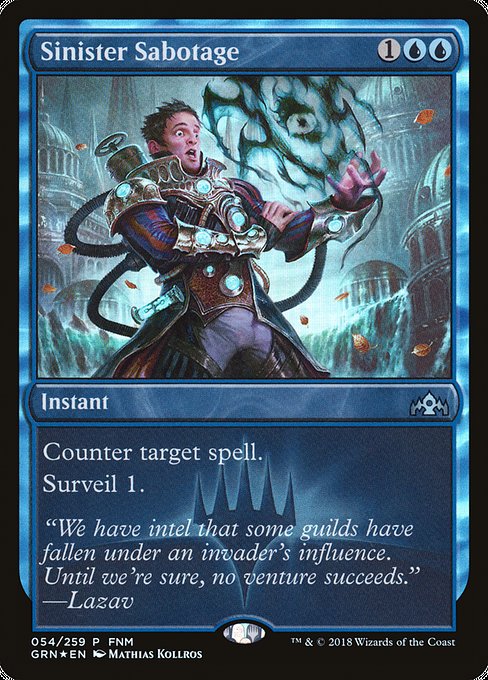 Sinister Sabotage 1
Instant
Counter target spell.
Surveil 1.
“We have intel that some guilds have
fallen under an invader’s influence.
Until we’re sure, no venture succeeds.”
—Lazav
054/259 P FNM
GRN★EN Mathias Kollros
™ & © 2018 Wizards of the Coast